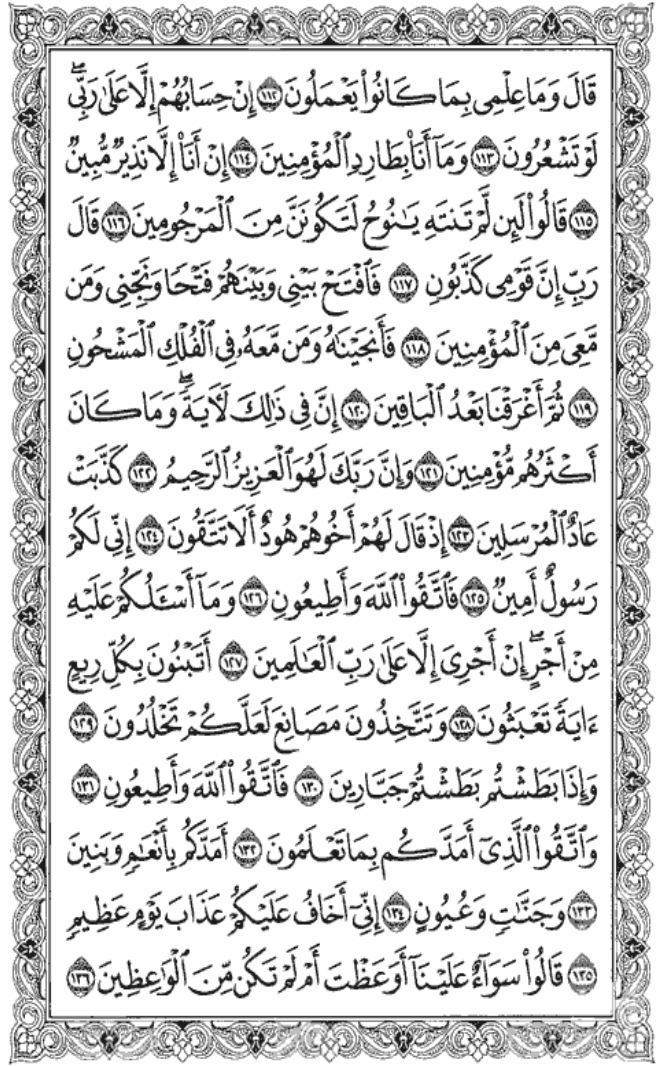 قَالَ وَمَا عِلْمِى بِمَا كَانُوا۟ يَعْمَلُونَ ١١٢ إِنْ حِسَابُهُمْ إِلَّا عَلَىٰ رَبِّى ۖ
لَوْ تَشْعُرُونَ ١١٣ وَمَآ أَنَا۠ بِطَارِدِ ٱلْمُؤْمِنِينَ ١١٤ إِنْ أَنَا۠ إِلَّا نَذِيرٌ مُّبِينٌ
١١٥ قَالُوا۟ لَئِن لَّمْ تَنتَهِ يَـٰنُوحُ لَتَكُونَنَّ مِنَ ٱلْمَرْجُومِينَ ١١٦ قَالَ
رَبِّ إِنَّ قَوْمِى كَذَّبُونِ ١١٧ فَٱفْتَحْ بَيْنِى وَبَيْنَهُمْ فَتْحًا وَنَجِّنِى وَمَن
مَّعِىَ مِنَ ٱلْمُؤْمِنِينَ ١١٨ فَأَنجَيْنَـٰهُ وَمَن مَّعَهُۥ فِى ٱلْفُلْكِ ٱلْمَشْحُونِ
١١٩ ثُمَّ أَغْرَقْنَا بَعْدُ ٱلْبَاقِينَ ١٢٠ إِنَّ فِى ذَٰلِكَ لَـَٔايَةً ۖ وَمَا كَانَ
أَكْثَرُهُم مُّؤْمِنِينَ ١٢١ وَإِنَّ رَبَّكَ لَهُوَ ٱلْعَزِيزُ ٱلرَّحِيمُ ١٢٢ كَذَّبَتْ
عَادٌ ٱلْمُرْسَلِينَ ١٢٣ إِذْ قَالَ لَهُمْ أَخُوهُمْ هُودٌ أَلَا تَتَّقُونَ ١٢٤ إِنِّى لَكُمْ
رَسُولٌ أَمِينٌ ١٢٥ فَٱتَّقُوا۟ ٱللَّهَ وَأَطِيعُونِ ١٢٦ وَمَآ أَسْـَٔلُكُمْ عَلَيْهِ
مِنْ أَجْرٍ ۖ إِنْ أَجْرِىَ إِلَّا عَلَىٰ رَبِّ ٱلْعَـٰلَمِينَ ١٢٧ أَتَبْنُونَ بِكُلِّ رِيعٍ
ءَايَةً تَعْبَثُونَ ١٢٨ وَتَتَّخِذُونَ مَصَانِعَ لَعَلَّكُمْ تَخْلُدُونَ ١٢٩
وَإِذَا بَطَشْتُم بَطَشْتُمْ جَبَّارِينَ ١٣٠ فَٱتَّقُوا۟ ٱللَّهَ وَأَطِيعُونِ ١٣١
وَٱتَّقُوا۟ ٱلَّذِىٓ أَمَدَّكُم بِمَا تَعْلَمُونَ ١٣٢ أَمَدَّكُم بِأَنْعَـٰمٍ وَبَنِينَ
١٣٣ وَجَنَّـٰتٍ وَعُيُونٍ ١٣٤ إِنِّىٓ أَخَافُ عَلَيْكُمْ عَذَابَ يَوْمٍ عَظِيمٍ
١٣٥ قَالُوا۟ سَوَآءٌ عَلَيْنَآ أَوَعَظْتَ أَمْ لَمْ تَكُن مِّنَ ٱلْوَٰعِظِينَ ١٣٦